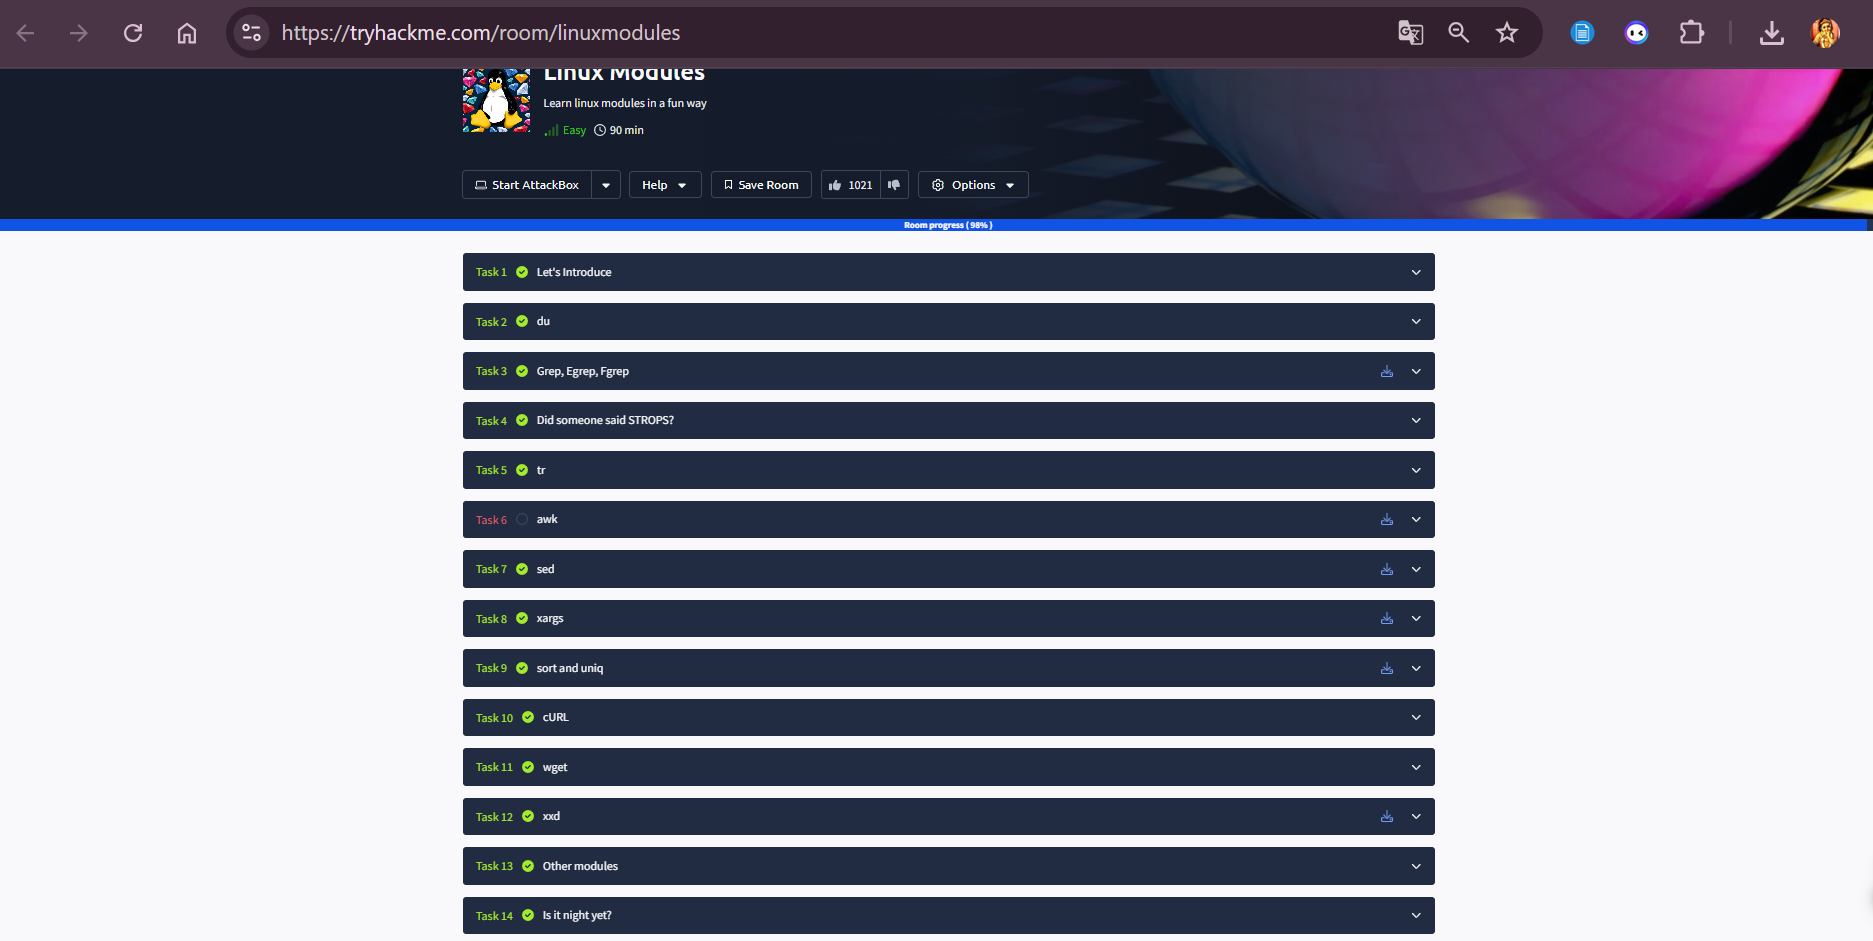 https://tryhackme.com/room/linuxmodules
Linux Modules
Learn linux modules in a fun way
Easy 90 min
Start AttackBox Help Save Room 1021 Options
Room progress ( 98% )
Task 1 Let's Introduce
Task 2 du
Task 3 Grep, Egrep, Fgrep
Task 4 Did someone said STROPS?
Task 5 tr
Task 6 awk
Task 7 sed
Task 8 xargs
Task 9 sort and uniq
Task 10 cURL
Task 11 wget
Task 12 xxd
Task 13 Other modules
Task 14 Is it night yet?